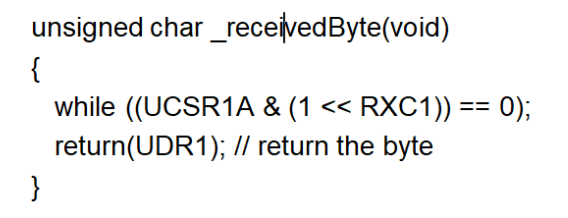 unsigned char _receivedByte(void)
{
while ((UCSR1A & (1 << RXC1)) == 0);
return(UDR1); // return the byte
}